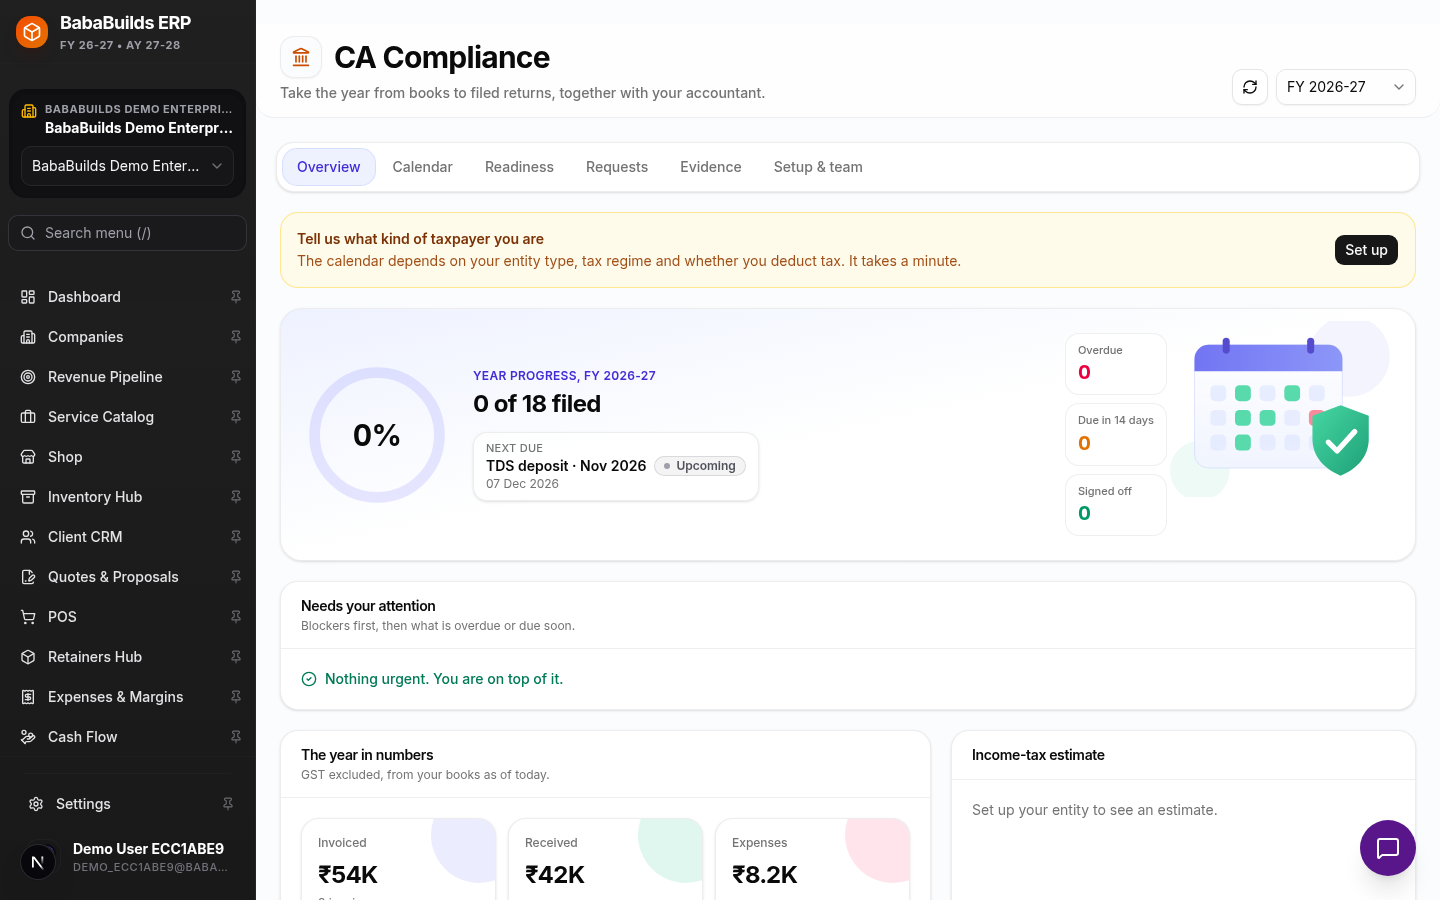 BabaBuilds ERP
FY 26-27 • AY 27-28
BABABUILDS DEMO ENTERPRI...
BabaBuilds Demo Enterpr...
BabaBuilds Demo Enter...
Search menu (/)
Dashboard
Companies
Revenue Pipeline
Service Catalog
Shop
Inventory Hub
Client CRM
Quotes & Proposals
POS
Retainers Hub
Expenses & Margins
Cash Flow
Settings
N
Demo User ECC1ABE9
DEMO_ECC1ABE9@BABA...
CA Compliance
Take the year from books to filed returns, together with your accountant.
FY 2026-27
Overview Calendar Readiness Requests Evidence Setup & team
Tell us what kind of taxpayer you are
The calendar depends on your entity type, tax regime and whether you deduct tax. It takes a minute.
Set up
0%
YEAR PROGRESS, FY 2026-27
0 of 18 filed
NEXT DUE
TDS deposit · Nov 2026 Upcoming
07 Dec 2026
Overdue
0
Due in 14 days
0
Signed off
0
Needs your attention
Blockers first, then what is overdue or due soon.
Nothing urgent. You are on top of it.
The year in numbers
GST excluded, from your books as of today.
Invoiced
₹54K
Received
₹42K
Expenses
₹8.2K
Income-tax estimate
Set up your entity to see an estimate.